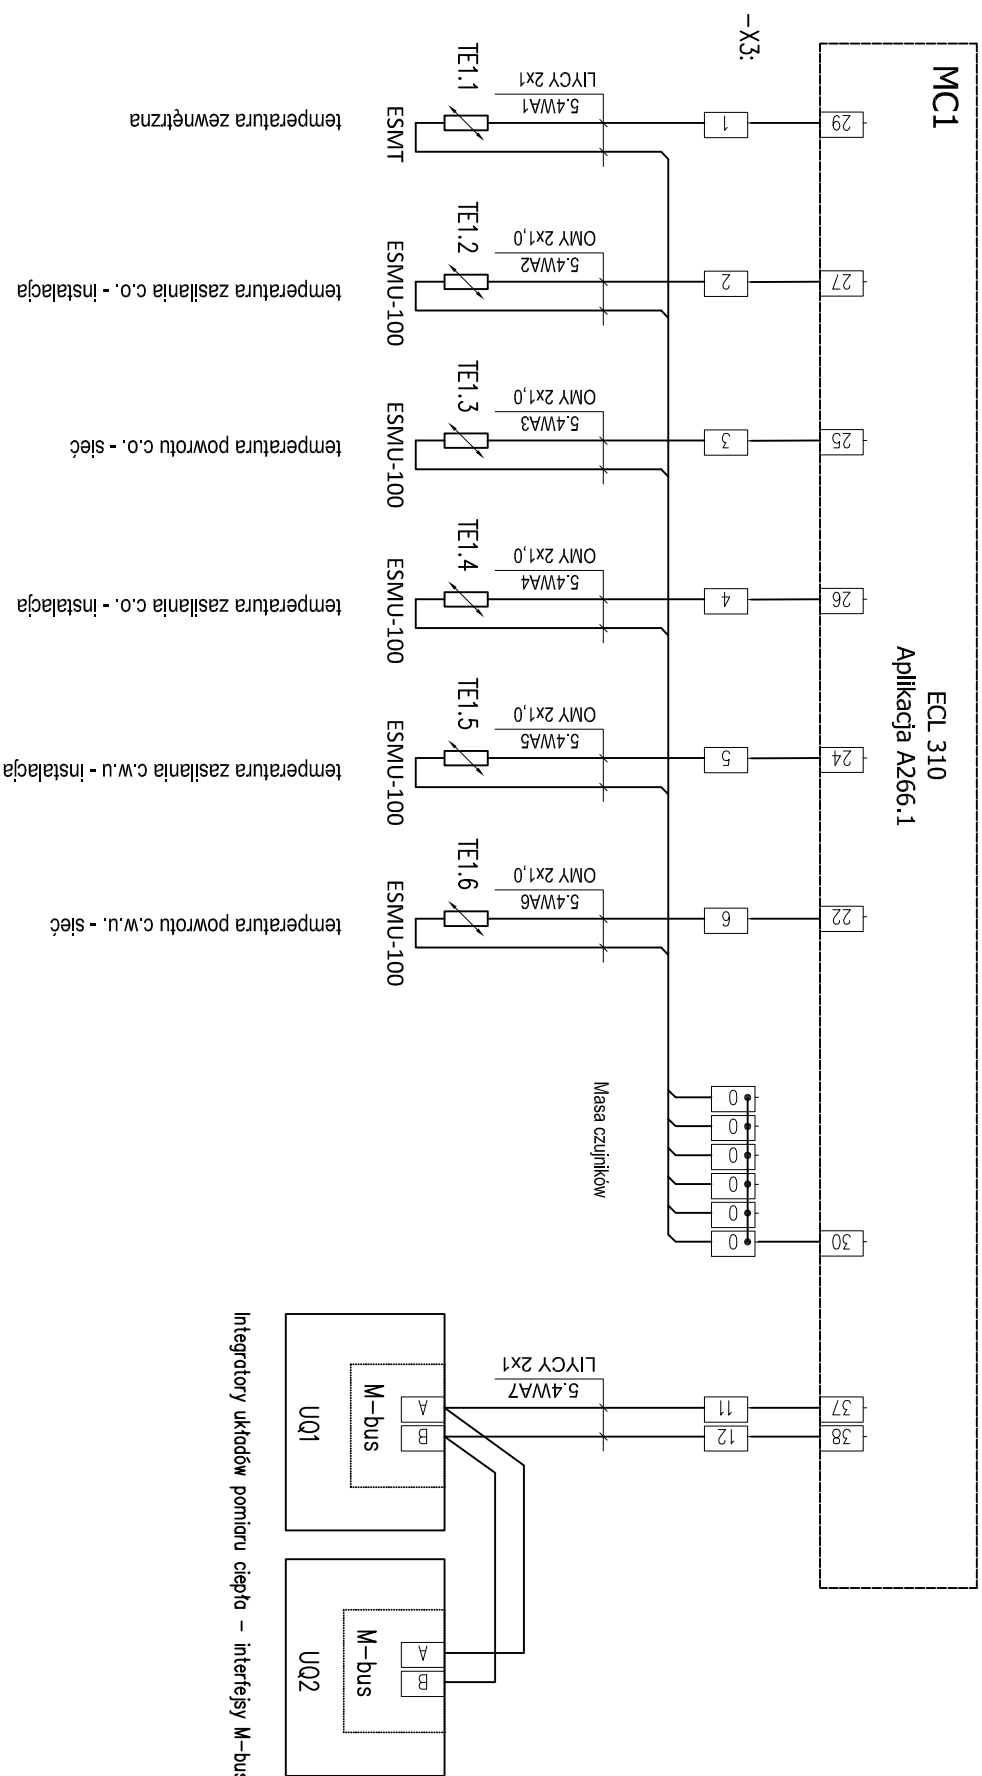 MC1
ECL 310
Aplikacja A266.1
29
27
25
26
24
22
30
37
38
-X3:
1
2
3
4
5
6
0
0
0
0
0
0
11
12
Masa czujników
LIYCY 2x1
5.4WA1
OMY 2x1,0
5.4WA2
OMY 2x1,0
5.4WA3
OMY 2x1,0
5.4WA4
OMY 2x1,0
5.4WA5
OMY 2x1,0
5.4WA6
LIYCY 2x1
5.4WA7
TE1.1
TE1.2
TE1.3
TE1.4
TE1.5
TE1.6
ESMT
ESMU-100
ESMU-100
ESMU-100
ESMU-100
ESMU-100
temperatura zewnętrzna
temperatura zasilania c.o. - instalacja
temperatura powrotu c.o. - sieć
temperatura zasilania c.o. - instalacja
temperatura zasilania c.w.u - instalacja
temperatura powrotu c.w.u. - sieć
A
B
M-bus
UQ1
A
B
M-bus
UQ2
Integratory układów pomiaru ciepła - interfejsy M-bus